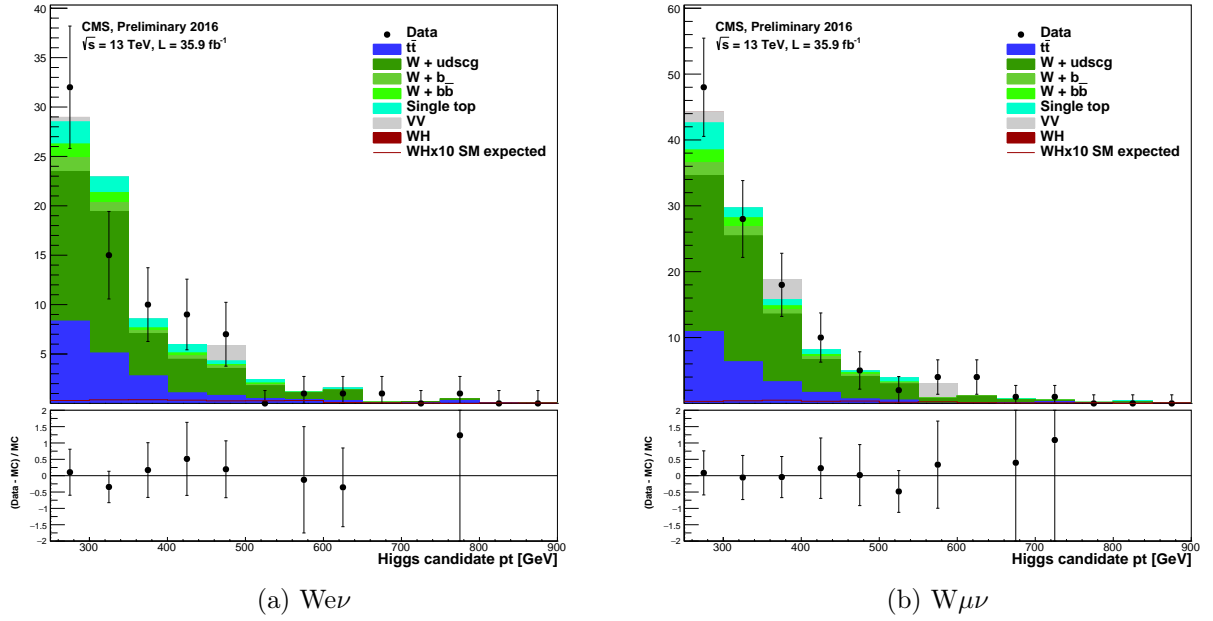 CMS, Preliminary 2016
√s = 13 TeV, L = 35.9 fb⁻¹
Data
tt̄
W + udscg
W + b
W + bb̄
Single top
VV
WH
WHx10 SM expected
40
35
30
25
20
15
10
5
(Data - MC) / MC
2
1.5
1
0.5
0
−0.5
−1
−1.5
−2
300 400 500 600 700 800 900
Higgs candidate pt [GeV]
(a) Weν
CMS, Preliminary 2016
√s = 13 TeV, L = 35.9 fb⁻¹
Data
tt̄
W + udscg
W + b
W + bb̄
Single top
VV
WH
WHx10 SM expected
60
50
40
30
20
10
(Data - MC) / MC
2
1.5
1
0.5
0
−0.5
−1
−1.5
−2
300 400 500 600 700 800 900
Higgs candidate pt [GeV]
(b) Wμν